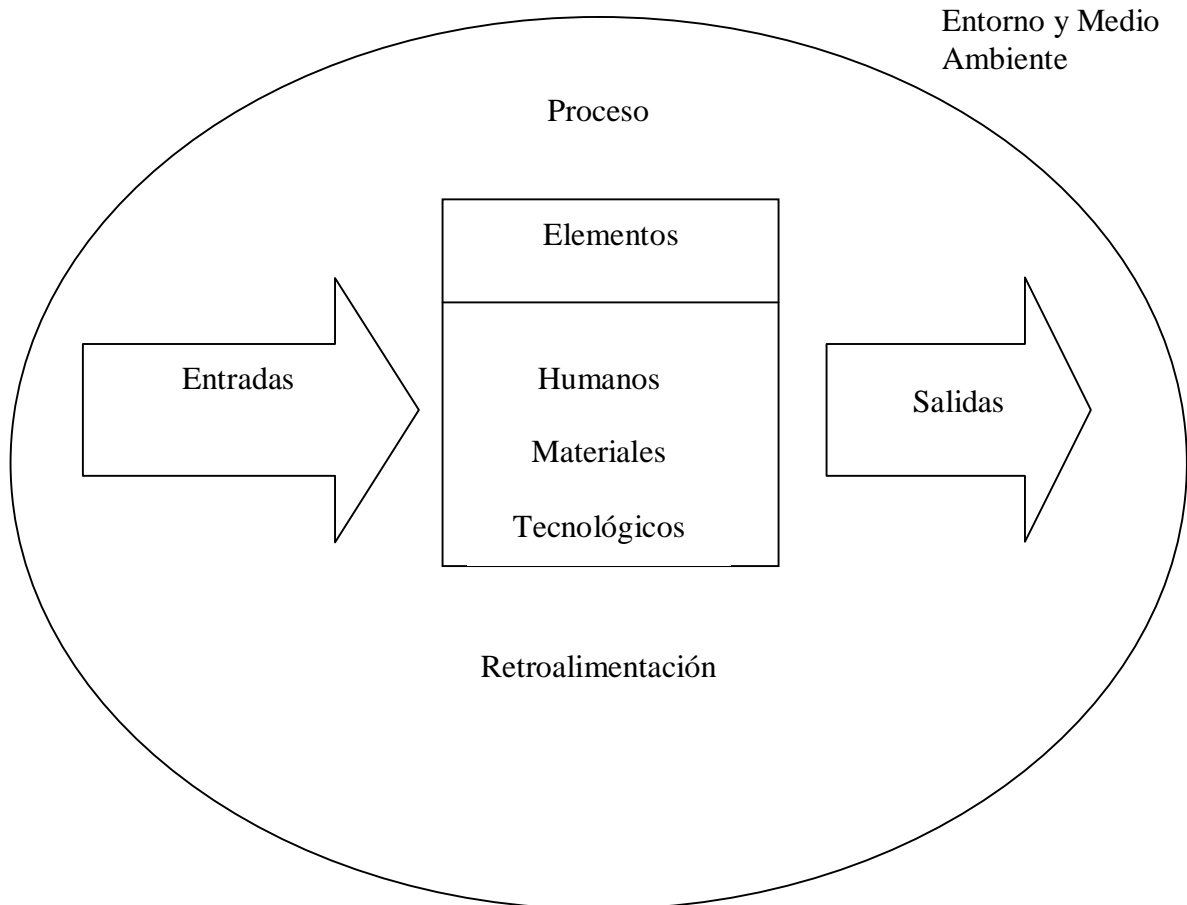 Entorno y Medio
Ambiente
Proceso
Elementos
Entradas
Humanos
Salidas
Materiales
Tecnológicos
Retroalimentación